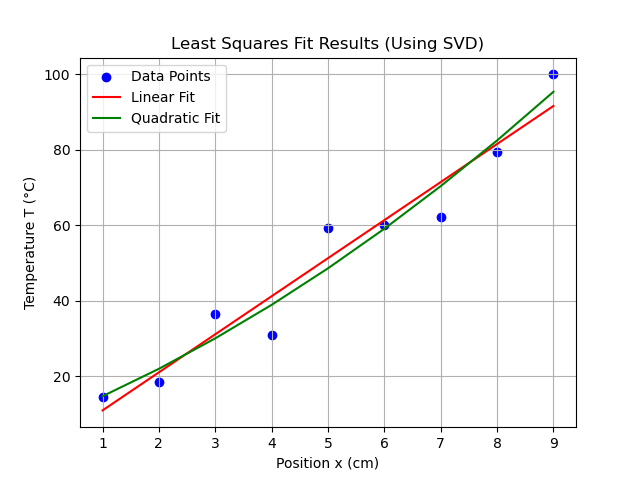 Least Squares Fit Results (Using SVD)
Data Points
Linear Fit
Quadratic Fit
100
80
60
40
20
Temperature T (°C)
1 2 3 4 5 6 7 8 9
Position x (cm)